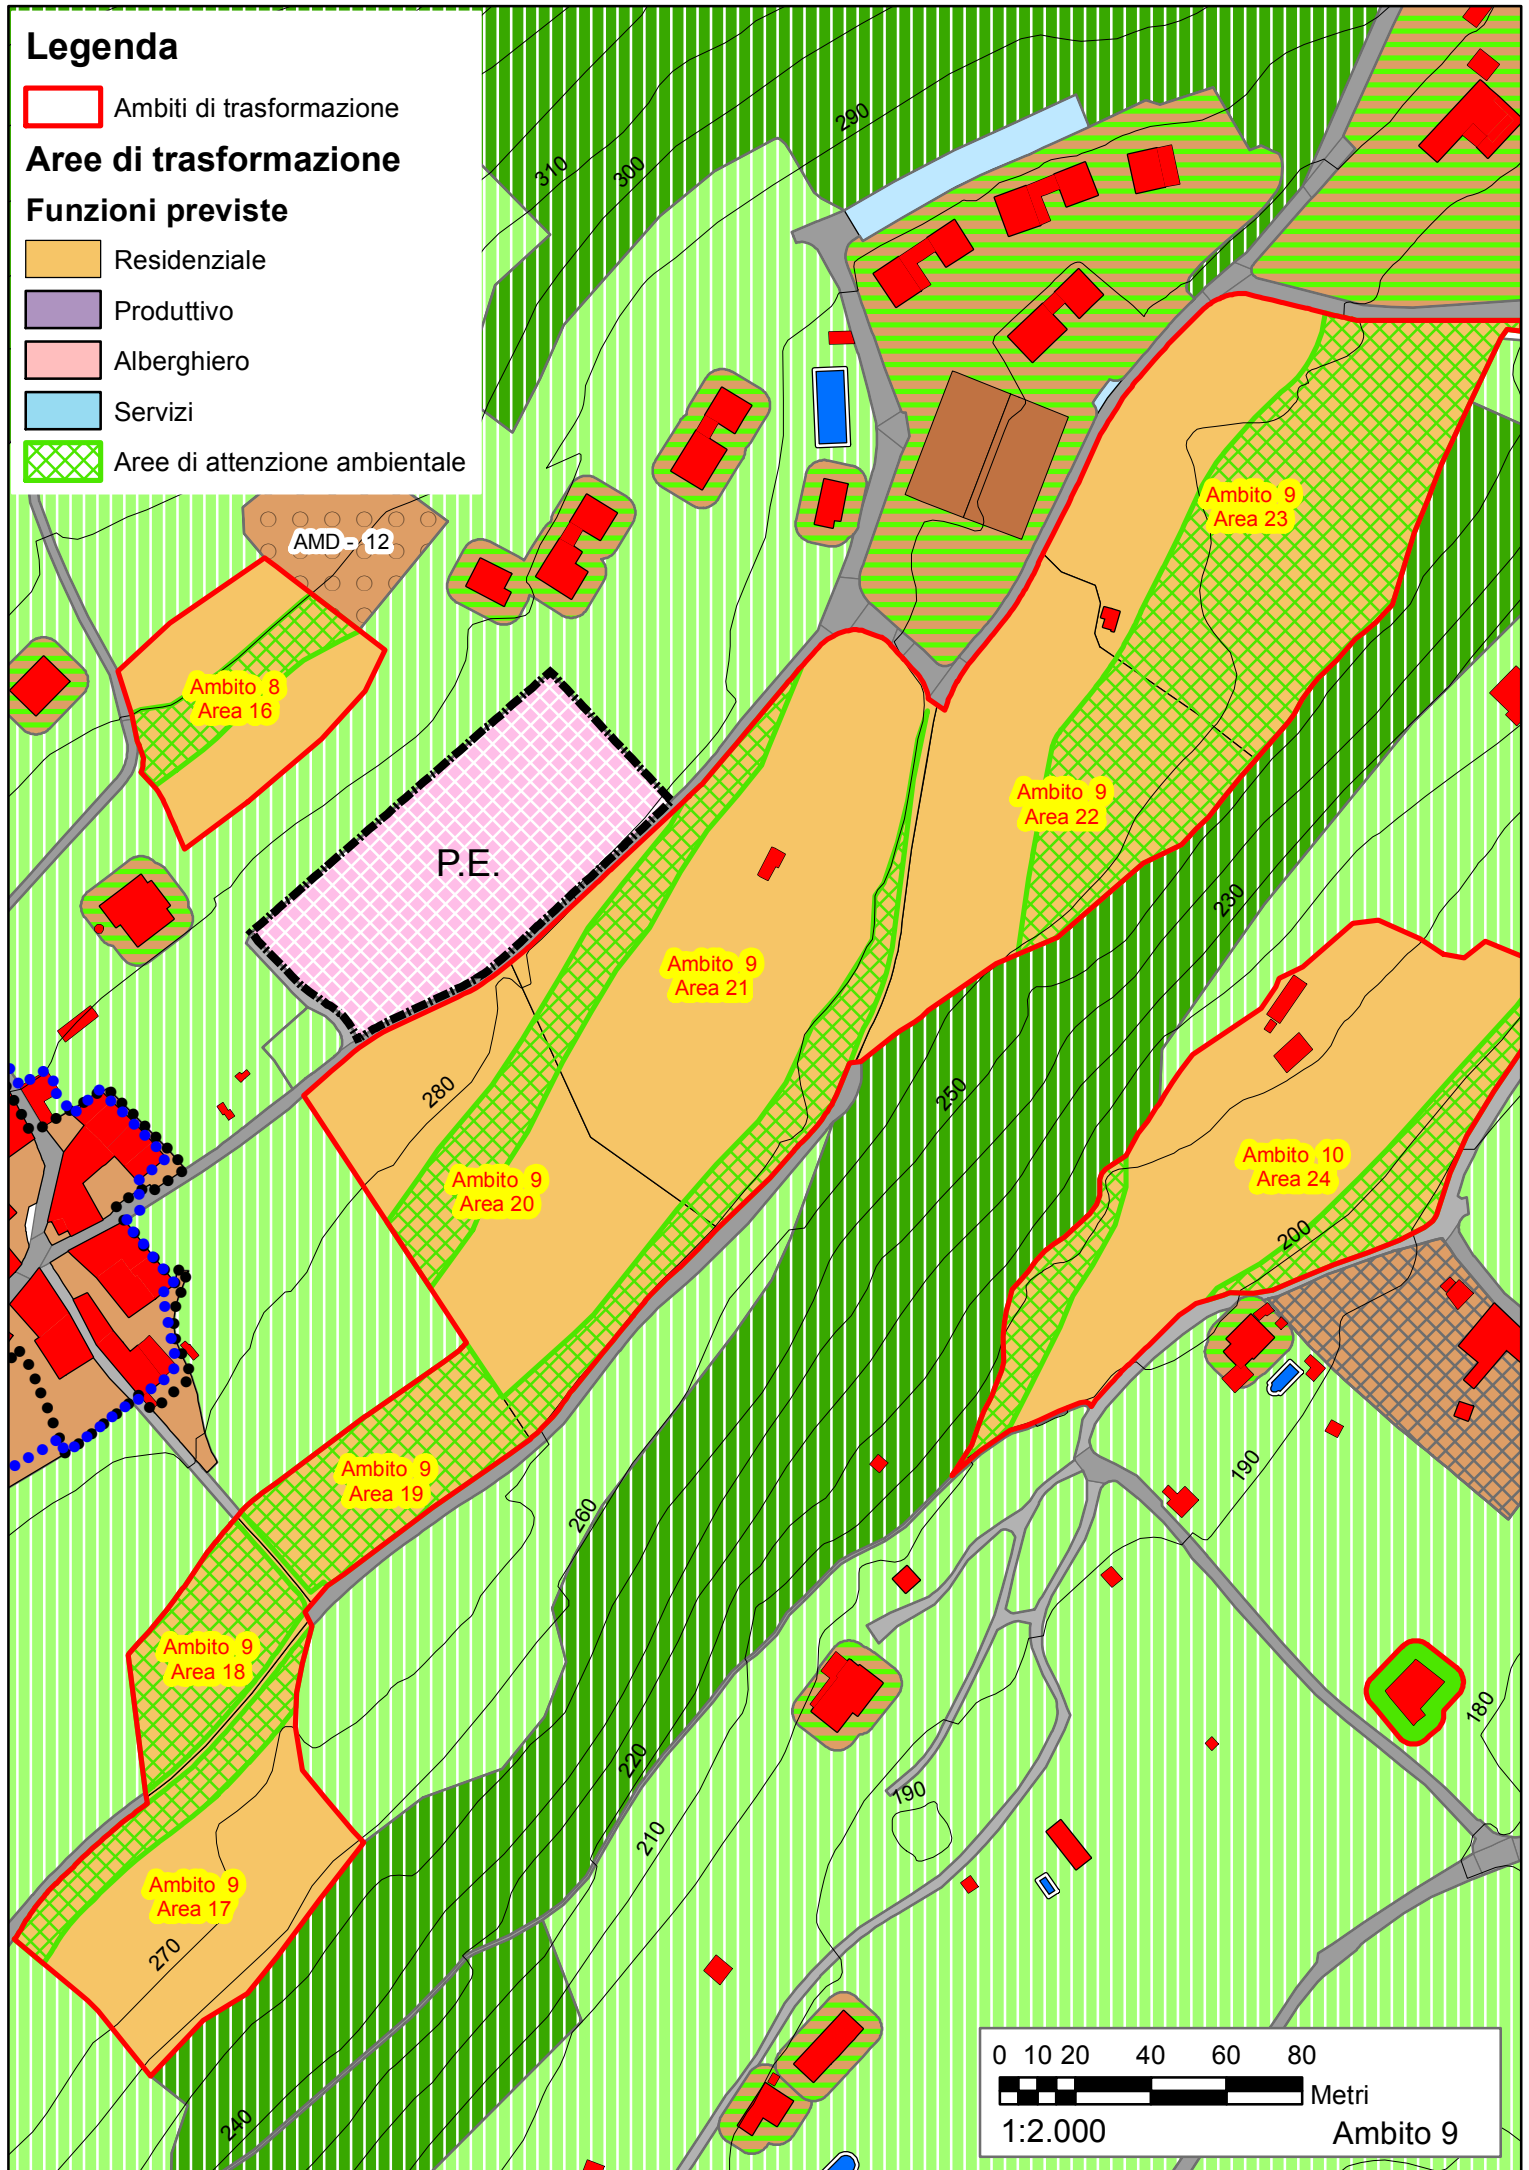 Legenda
Ambiti di trasformazione
Aree di trasformazione
Funzioni previste
Residenziale
Produttivo
Alberghiero
Servizi
Aree di attenzione ambientale
290
310
300
AMD - 12
Ambito 9
Area 23
Ambito 8
Area 16
Ambito 9
Area 22
P.E.
230
Ambito 9
Area 21
280
250
Ambito 9
Area 20
Ambito 10
Area 24
200
Ambito 9
Area 19
190
260
Ambito 9
Area 18
180
220
190
210
Ambito 9
Area 17
270
240
0 10 20 40 60 80
Metri
1:2.000
Ambito 9